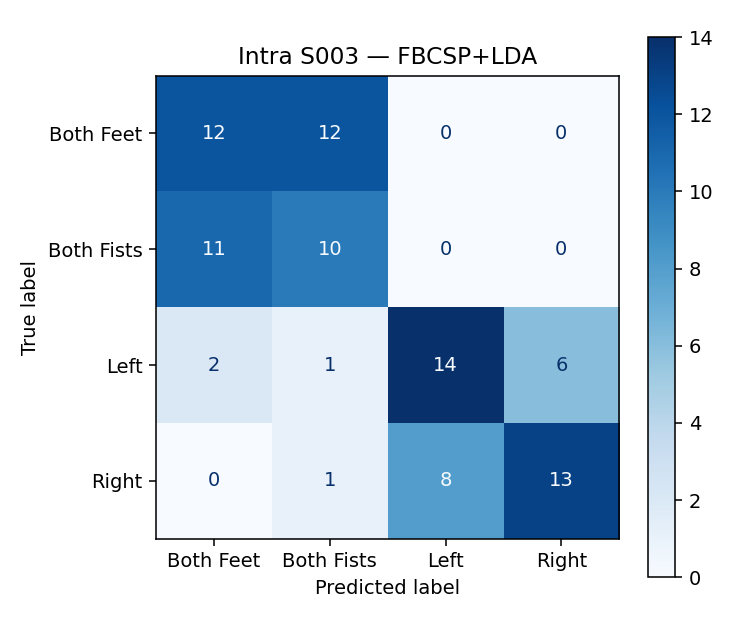 Intra S003 — FBCSP+LDA
True label
Both Feet 12 12 0 0
Both Fists 11 10 0 0
Left 2 1 14 6
Right 0 1 8 13
Both Feet Both Fists Left Right
Predicted label
14
12
10
8
6
4
2
0